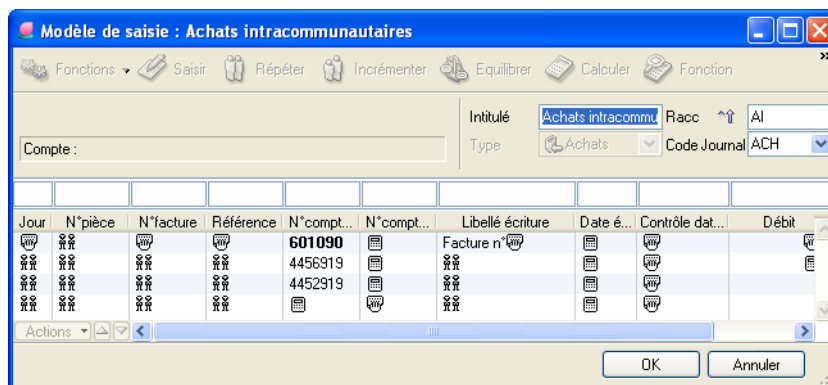 Modèle de saisie : Achats intracommunautaires
Fonctions Saisir Répéter Incrémenter Equilibrer Calculer Fonction
Intitulé Achats intracommu Racc AI
Compte : Type Achats Code Journal ACH
Jour N°pièce N°facture Référence N°compt... N°compt... Libellé écriture Date é... Contrôle dat... Débit
601090 Facture n°
4456919
4452919
Actions
OK Annuler